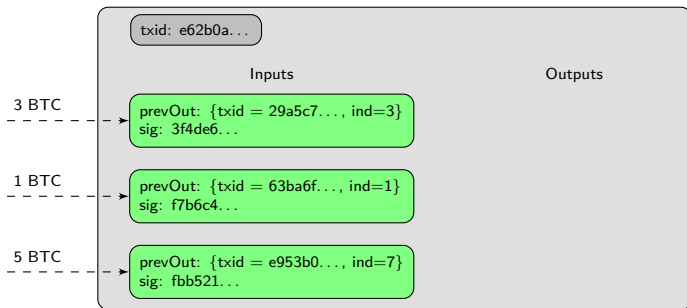 txid: e62b0a...
Inputs
Outputs
3 BTC
prevOut: {txid = 29a5c7..., ind=3}
sig: 3f4de6...
1 BTC
prevOut: {txid = 63ba6f..., ind=1}
sig: f7b6c4...
5 BTC
prevOut: {txid = e953b0..., ind=7}
sig: fbb521...